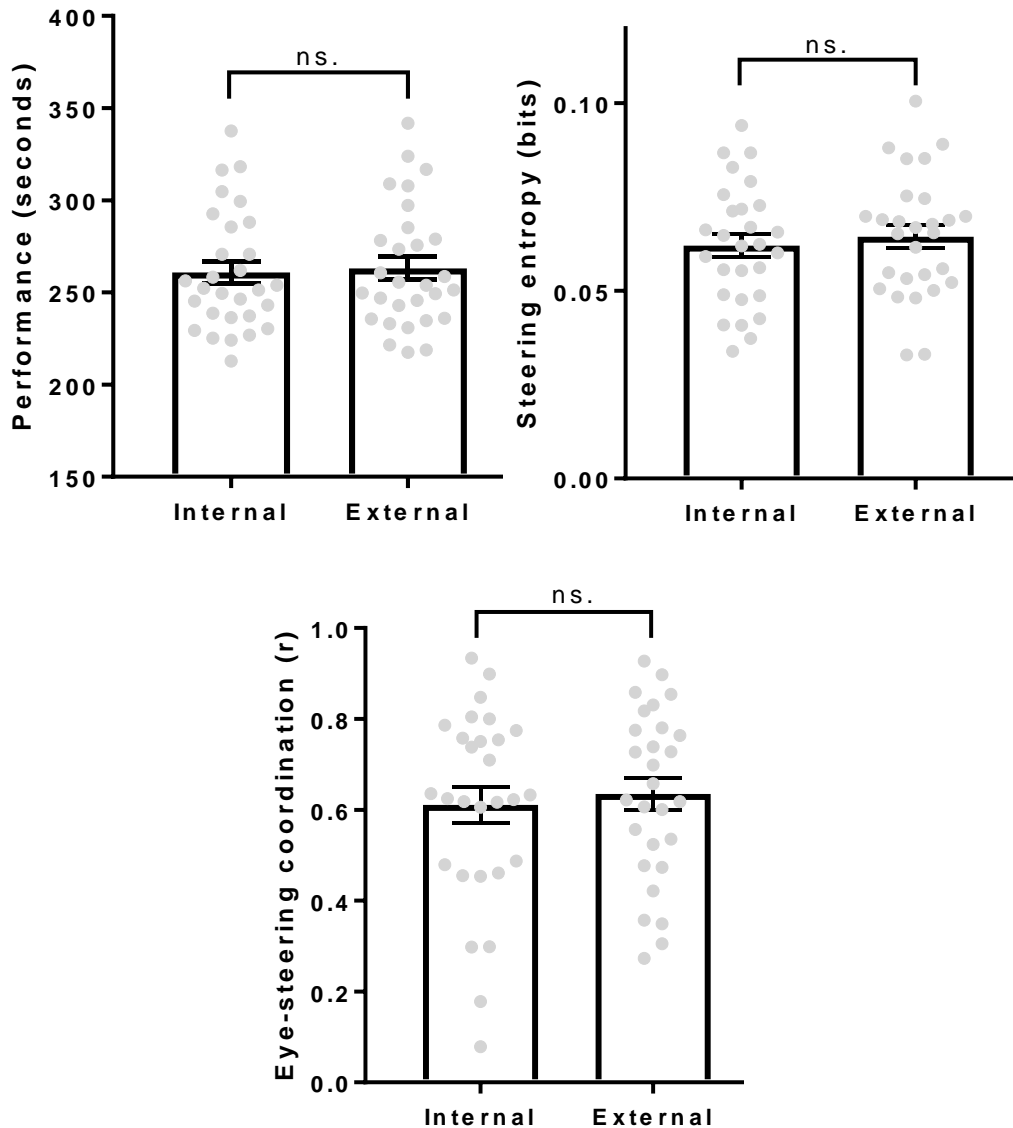 Performance (seconds)
400
350
300
250
200
150
ns.
Internal
External
Steering entropy (bits)
0.10
0.05
0.00
ns.
Internal
External
Eye-steering coordination (r)
1.0
0.8
0.6
0.4
0.2
0.0
ns.
Internal
External